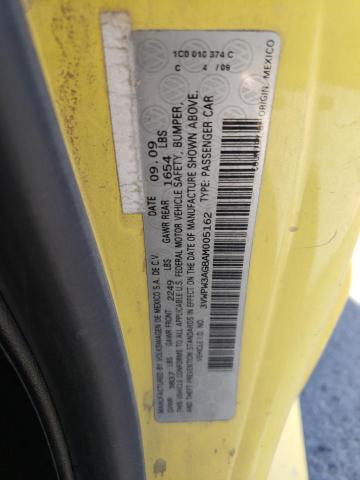 1C0 010 374 C
C 4 / 09
MANUFACTURED BY VOLKSWAGEN DE MEXICO S.A. DE C.V. DATE 09.09
GVWR 3837 LBS GAWR FRONT 2249 LBS GAWR REAR 1654 LBS
THIS VEHICLE CONFORMS TO ALL APPLICABLE U.S. FEDERAL MOTOR VEHICLE SAFETY, BUMPER,
AND THEFT PREVENTION STANDARDS IN EFFECT ON THE DATE OF MANUFACTURE SHOWN ABOVE.
VEHICLE I.D. NO.: 3VWPW3AG8AM005162 TYPE: PASSENGER CAR
ORIGIN, MEXICO